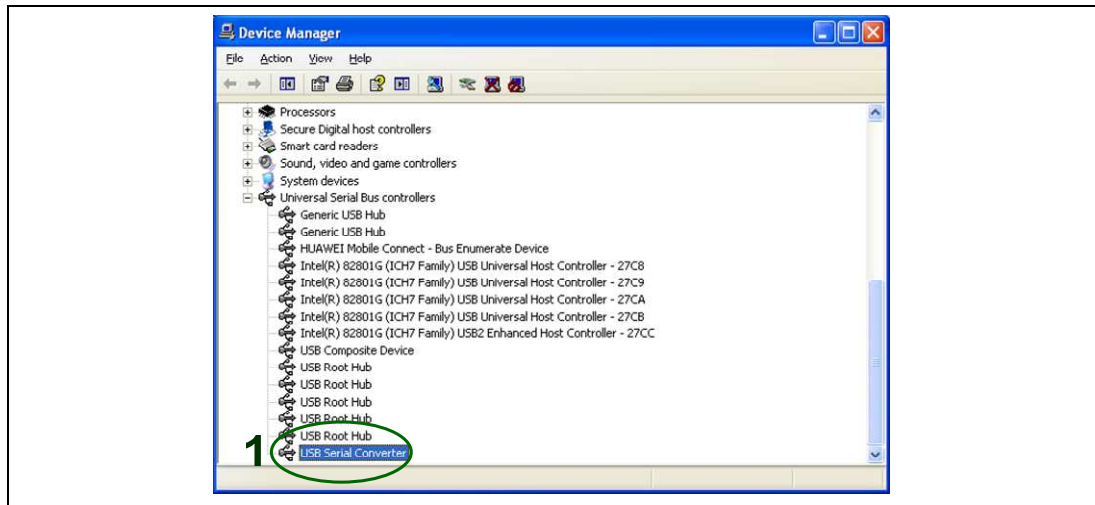 Device Manager
File Action View Help
Processors
Secure Digital host controllers
Smart card readers
Sound, video and game controllers
System devices
Universal Serial Bus controllers
Generic USB Hub
Generic USB Hub
HUAWEI Mobile Connect - Bus Enumerate Device
Intel(R) 82801G (ICH7 Family) USB Universal Host Controller - 27C8
Intel(R) 82801G (ICH7 Family) USB Universal Host Controller - 27C9
Intel(R) 82801G (ICH7 Family) USB Universal Host Controller - 27CA
Intel(R) 82801G (ICH7 Family) USB Universal Host Controller - 27CB
Intel(R) 82801G (ICH7 Family) USB2 Enhanced Host Controller - 27CC
USB Composite Device
USB Root Hub
USB Root Hub
USB Root Hub
USB Root Hub
USB Root Hub
1 USB Serial Converter